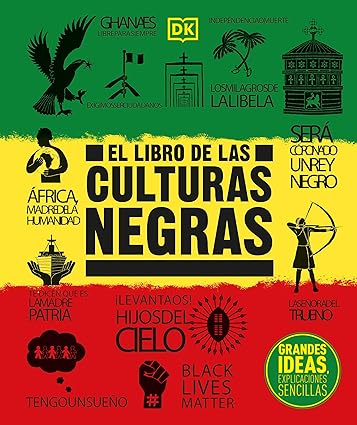 GHANA ES
LIBRE PARA SIEMPRE
DK
INDEPENDENCIA O MUERTE
EXIGIMOS SER CIUDADANOS
LOS MILAGROS DE
LALIBELA
EL LIBRO DE LAS
CULTURAS
NEGRAS
SERÁ
CORONADO
UN REY
NEGRO
ÁFRICA,
MADRE DE LA
HUMANIDAD
TE DICEN QUE ES
LA MADRE
PATRIA
¡LEVANTAOS!
HIJOS DEL
CIELO
LA SEÑORA DEL
TRUENO
TENGO UN SUEÑO
#
BLACK
LIVES
MATTER
GRANDES
IDEAS,
EXPLICACIONES
SENCILLAS